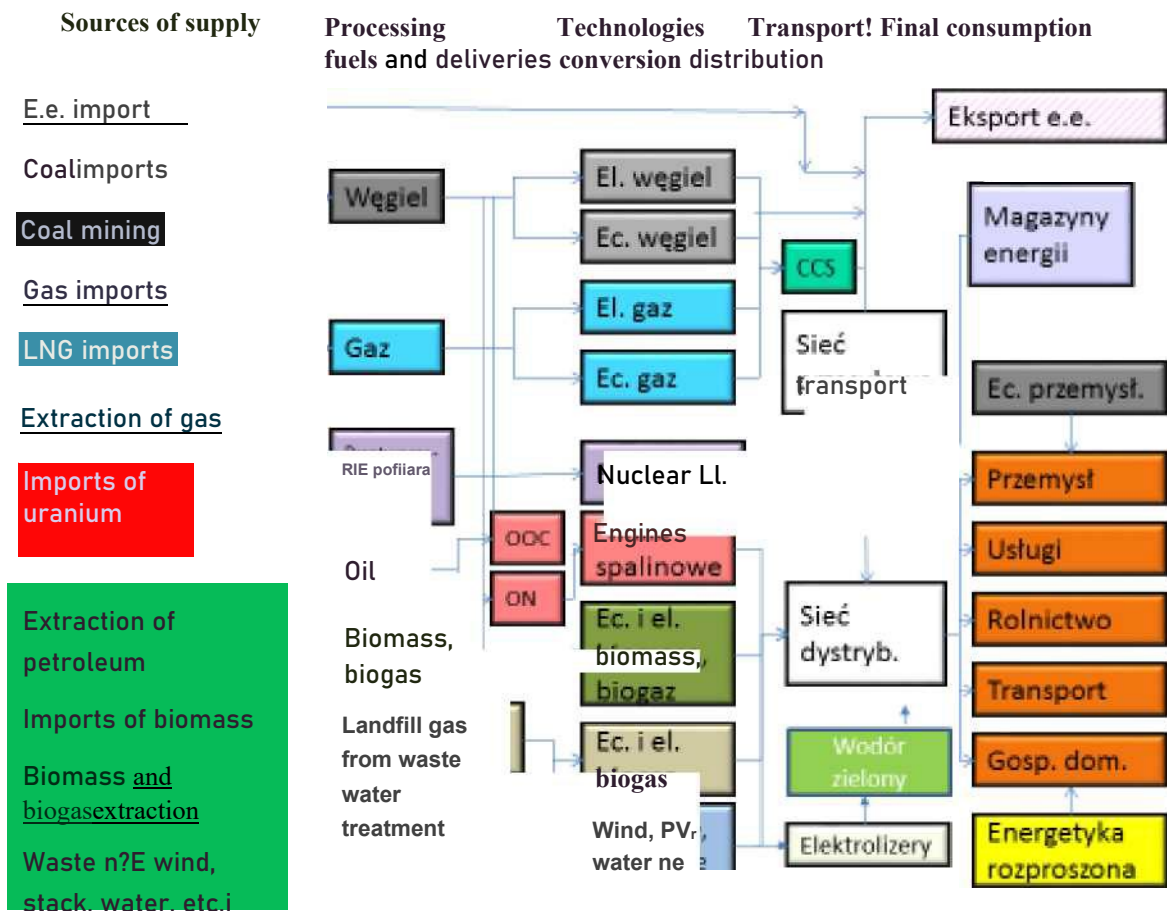 Sources of supply
Processing Technologies Transport! Final consumption
fuels and deliveries conversion distribution
E.e. import
Coalimports
Coal mining
Gas imports
LNG imports
Extraction of gas
Imports of
uranium
Extraction of
petroleum
Imports of biomass
Biomass and
biogasextraction
Waste n?E wind,
stack, water, etc.i
Węgiel
Gaz
RIE pofiiara
Oil
Biomass,
biogas
Landfill gas
from waste
water
treatment
OOC
ON
El. węgiel
Ec. węgiel
El. gaz
Ec. gaz
Nuclear Ll.
Engines
spalinowe
Ec. i el.
biomass,
biogaz
Ec. i el.
biogas
Wind, PVr,
water ne
CCS
Sieć
transport
Sieć
dystryb.
Wodór
zielony
Elektrolizery
Eksport e.e.
Magazyny
energii
Ec. przemysł.
Przemysł
Usługi
Rolnictwo
Transport
Gosp. dom.
Energetyka
rozproszona